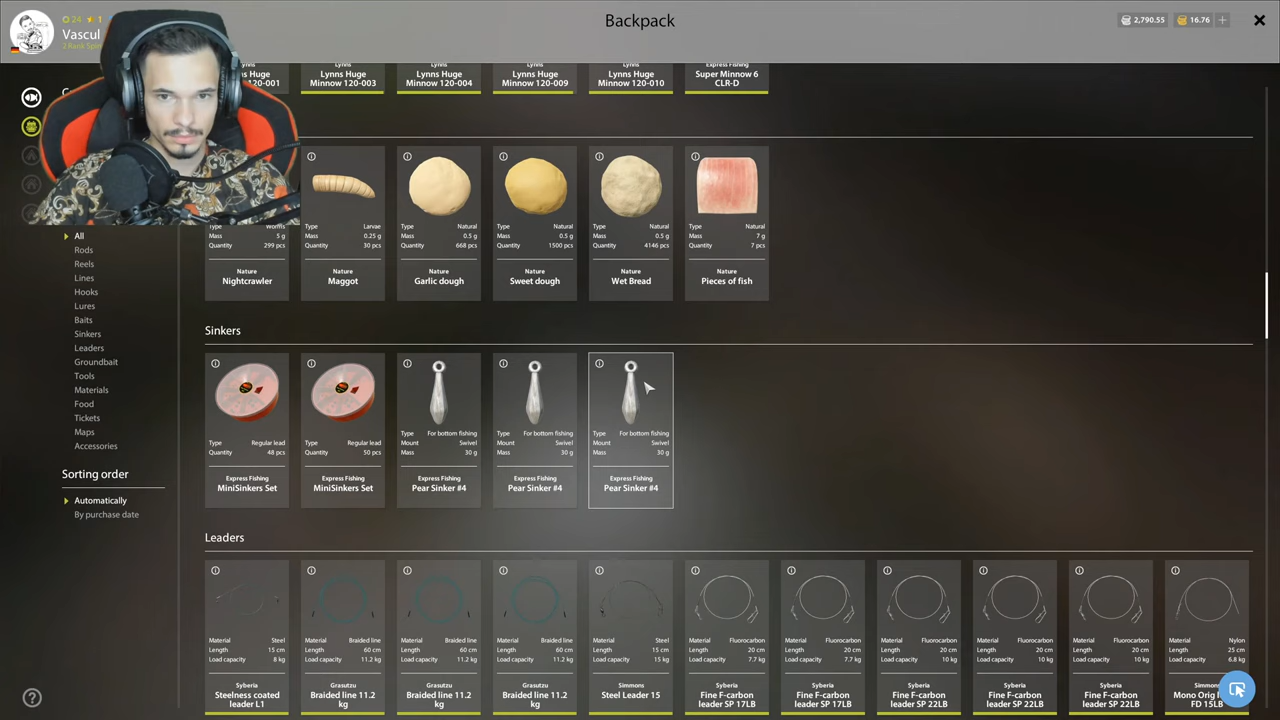 Backpack
24 1
Vascul
2,790.55
16.76
Lynns
Lynns Huge
Minnow 120-003
Lynns
Lynns Huge
Minnow 120-004
Lynns
Lynns Huge
Minnow 120-009
Lynns
Lynns Huge
Minnow 120-010
Express Fishing
Super Minnow 6
CLR-D
120-001
All
Rods
Reels
Lines
Hooks
Lures
Baits
Sinkers
Leaders
Groundbait
Tools
Materials
Food
Tickets
Maps
Accessories
Sorting order
Automatically
By purchase date
Type Worms
Mass 5 g
Quantity 299 pcs
Nature
Nightcrawler
Type Larvae
Mass 0.25 g
Quantity 30 pcs
Nature
Maggot
Type Natural
Mass 0.5 g
Quantity 668 pcs
Nature
Garlic dough
Type Natural
Mass 0.5 g
Quantity 1500 pcs
Nature
Sweet dough
Type Natural
Mass 0.5 g
Quantity 4146 pcs
Nature
Wet Bread
Type Natural
Mass 7 g
Quantity 7 pcs
Nature
Pieces of fish
Sinkers
Type Regular lead
Quantity 48 pcs
Express Fishing
MiniSinkers Set
Type Regular lead
Quantity 50 pcs
Express Fishing
MiniSinkers Set
Type For bottom fishing
Mount Swivel
Mass 30 g
Express Fishing
Pear Sinker #4
Type For bottom fishing
Mount Swivel
Mass 30 g
Express Fishing
Pear Sinker #4
Type For bottom fishing
Mount Swivel
Mass 30 g
Express Fishing
Pear Sinker #4
Leaders
Material Steel
Length 15 cm
Load capacity 8 kg
Syberia
Steelness coated
leader L1
Material Braided line
Length 60 cm
Load capacity 11.2 kg
Grasutzu
Braided line 11.2
kg
Material Braided line
Length 60 cm
Load capacity 11.2 kg
Grasutzu
Braided line 11.2
kg
Material Braided line
Length 60 cm
Load capacity 11.2 kg
Grasutzu
Braided line 11.2
kg
Material Steel
Length 15 cm
Load capacity 15 kg
Simmons
Steel Leader 15
Material Fluorocarbon
Length 20 cm
Load capacity 7.7 kg
Syberia
Fine F-carbon
leader SP 17LB
Material Fluorocarbon
Length 20 cm
Load capacity 7.7 kg
Syberia
Fine F-carbon
leader SP 17LB
Material Fluorocarbon
Length 20 cm
Load capacity 10 kg
Syberia
Fine F-carbon
leader SP 22LB
Material Fluorocarbon
Length 20 cm
Load capacity 10 kg
Syberia
Fine F-carbon
leader SP 22LB
Material Fluorocarbon
Length 20 cm
Load capacity 10 kg
Syberia
Fine F-carbon
leader SP 22LB
Material Nylon
Length 25 cm
Load capacity 6.8 kg
Simmons
Mono Orig
FD 15LB